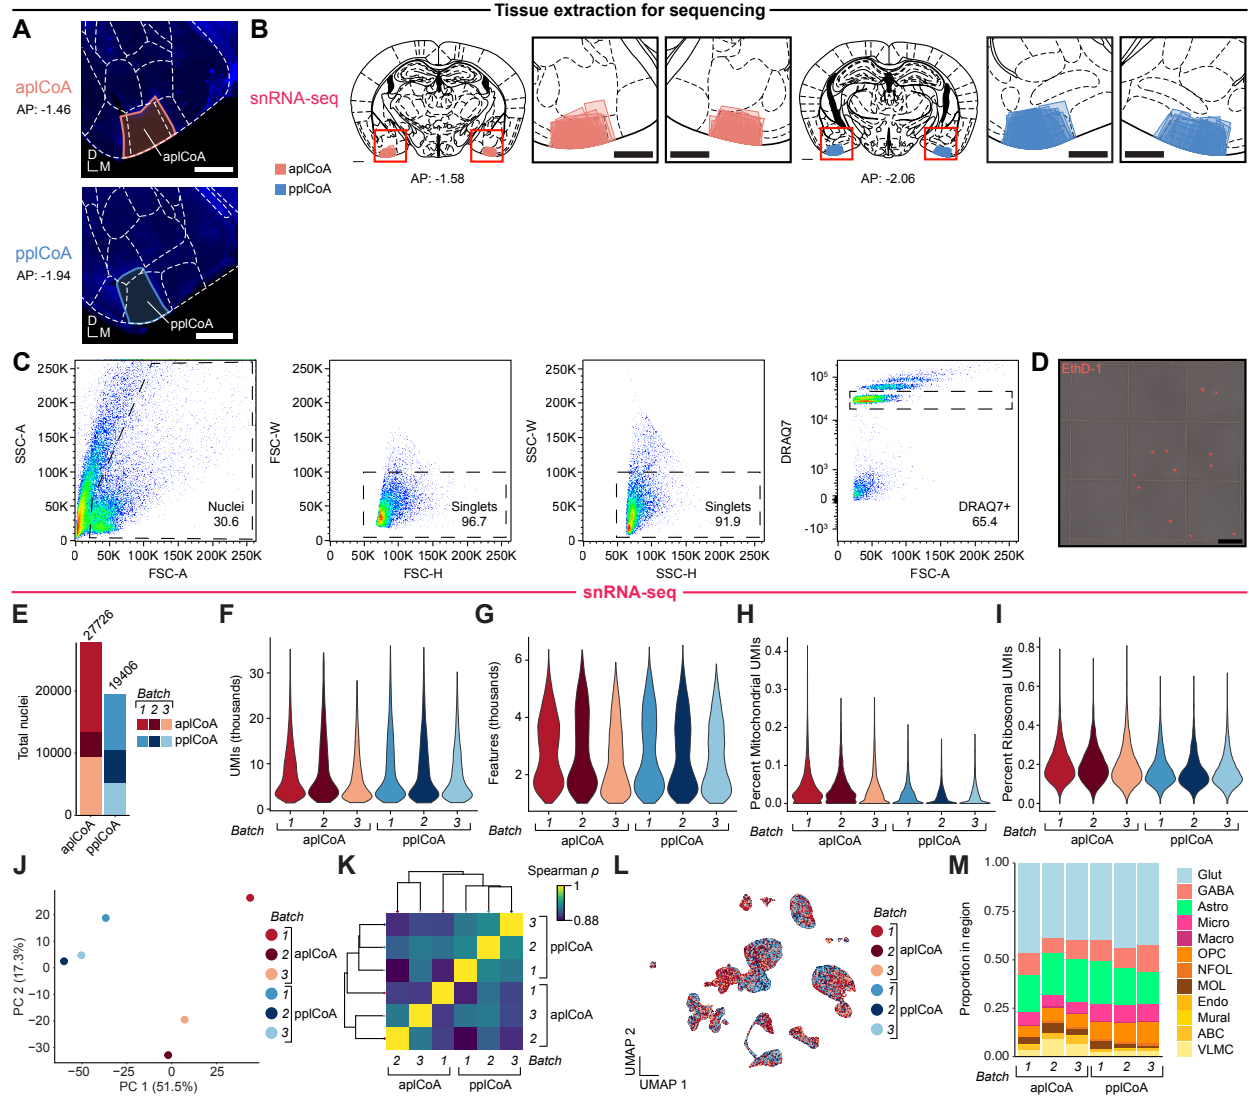 Tissue extraction for sequencing
A
aplCoA
AP: -1.46
D
M
aplCoA
pplCoA
AP: -1.94
D
M
pplCoA
B
snRNA-seq
aplCoA
pplCoA
AP: -1.58
AP: -2.06
C
SSC-A
250K
200K
150K
100K
50K
0
Nuclei
30.6
0 50K 100K 150K 200K 250K
FSC-A
FSC-W
250K
200K
150K
100K
50K
0
Singlets
96.7
0 50K 100K 150K 200K 250K
FSC-H
SSC-W
250K
200K
150K
100K
50K
0
Singlets
91.9
0 50K 100K 150K 200K 250K
SSC-H
DRAQ7
10^5
10^4
10^3
0
-10^3
DRAQ7+
65.4
0 50K 100K 150K 200K 250K
FSC-A
D
EthD-1
snRNA-seq
E
Total nuclei
27726
19406
20000
10000
0
aplCoA
pplCoA
Batch
1 2 3
aplCoA
pplCoA
F
UMIs (thousands)
30
20
10
0
Batch
1 2 3 1 2 3
aplCoA pplCoA
G
Features (thousands)
6
4
2
Batch
1 2 3 1 2 3
aplCoA pplCoA
H
Percent Mitochondrial UMIs
0.4
0.3
0.2
0.1
0.0
Batch
1 2 3 1 2 3
aplCoA pplCoA
I
Percent Ribosomal UMIs
0.8
0.6
0.4
0.2
0.0
Batch
1 2 3 1 2 3
aplCoA pplCoA
J
PC 2 (17.3%)
20
10
0
−10
−20
−30
−50 −25 0 25
PC 1 (51.5%)
Batch
1
2 aplCoA
3
1
2 pplCoA
3
K
Spearman ρ
1
0.88
3
2 pplCoA
1
1
3 aplCoA
2
2 3 1 1 2 3 Batch
aplCoA pplCoA
L
UMAP 2
UMAP 1
Batch
1
2 aplCoA
3
1
2 pplCoA
3
M
Proportion in region
1.00
0.75
0.50
0.25
0.00
Batch
1 2 3 1 2 3
aplCoA pplCoA
Glut
GABA
Astro
Micro
Macro
OPC
NFOL
MOL
Endo
Mural
ABC
VLMC